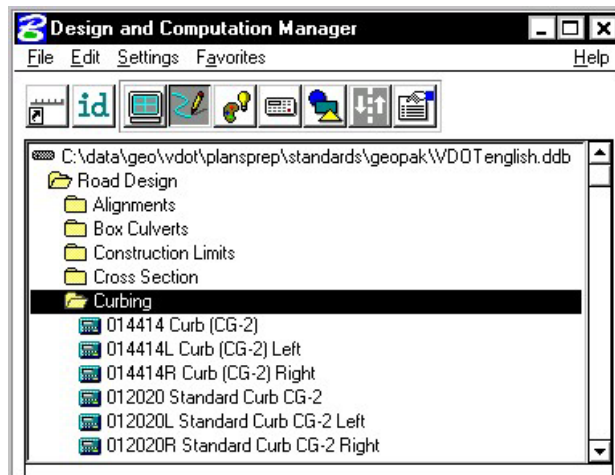 Design and Computation Manager
File Edit Settings Favorites Help
id
C:\data\geo\vdot\plansprep\standards\geopak\VDOTenglish.ddb
Road Design
Alignments
Box Culverts
Construction Limits
Cross Section
Curbing
014414 Curb (CG-2)
014414L Curb (CG-2) Left
014414R Curb (CG-2) Right
012020 Standard Curb CG-2
012020L Standard Curb CG-2 Left
012020R Standard Curb CG-2 Right